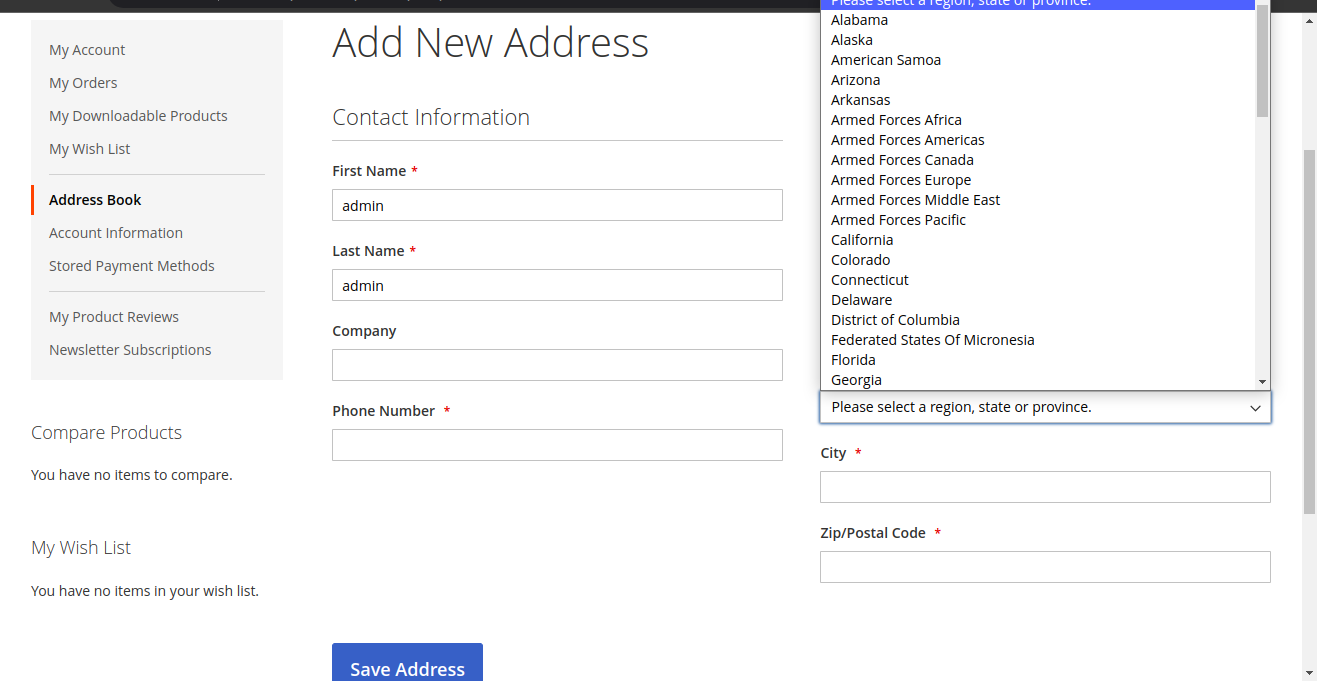 My Account
My Orders
My Downloadable Products
My Wish List
Address Book
Account Information
Stored Payment Methods
My Product Reviews
Newsletter Subscriptions
Compare Products
You have no items to compare.
My Wish List
You have no items in your wish list.
Add New Address
Contact Information
First Name *
admin
Last Name *
admin
Company
Phone Number *
Save Address
Please select a region, state or province.
Alabama
Alaska
American Samoa
Arizona
Arkansas
Armed Forces Africa
Armed Forces Americas
Armed Forces Canada
Armed Forces Europe
Armed Forces Middle East
Armed Forces Pacific
California
Colorado
Connecticut
Delaware
District of Columbia
Federated States Of Micronesia
Florida
Georgia
Please select a region, state or province.
City *
Zip/Postal Code *